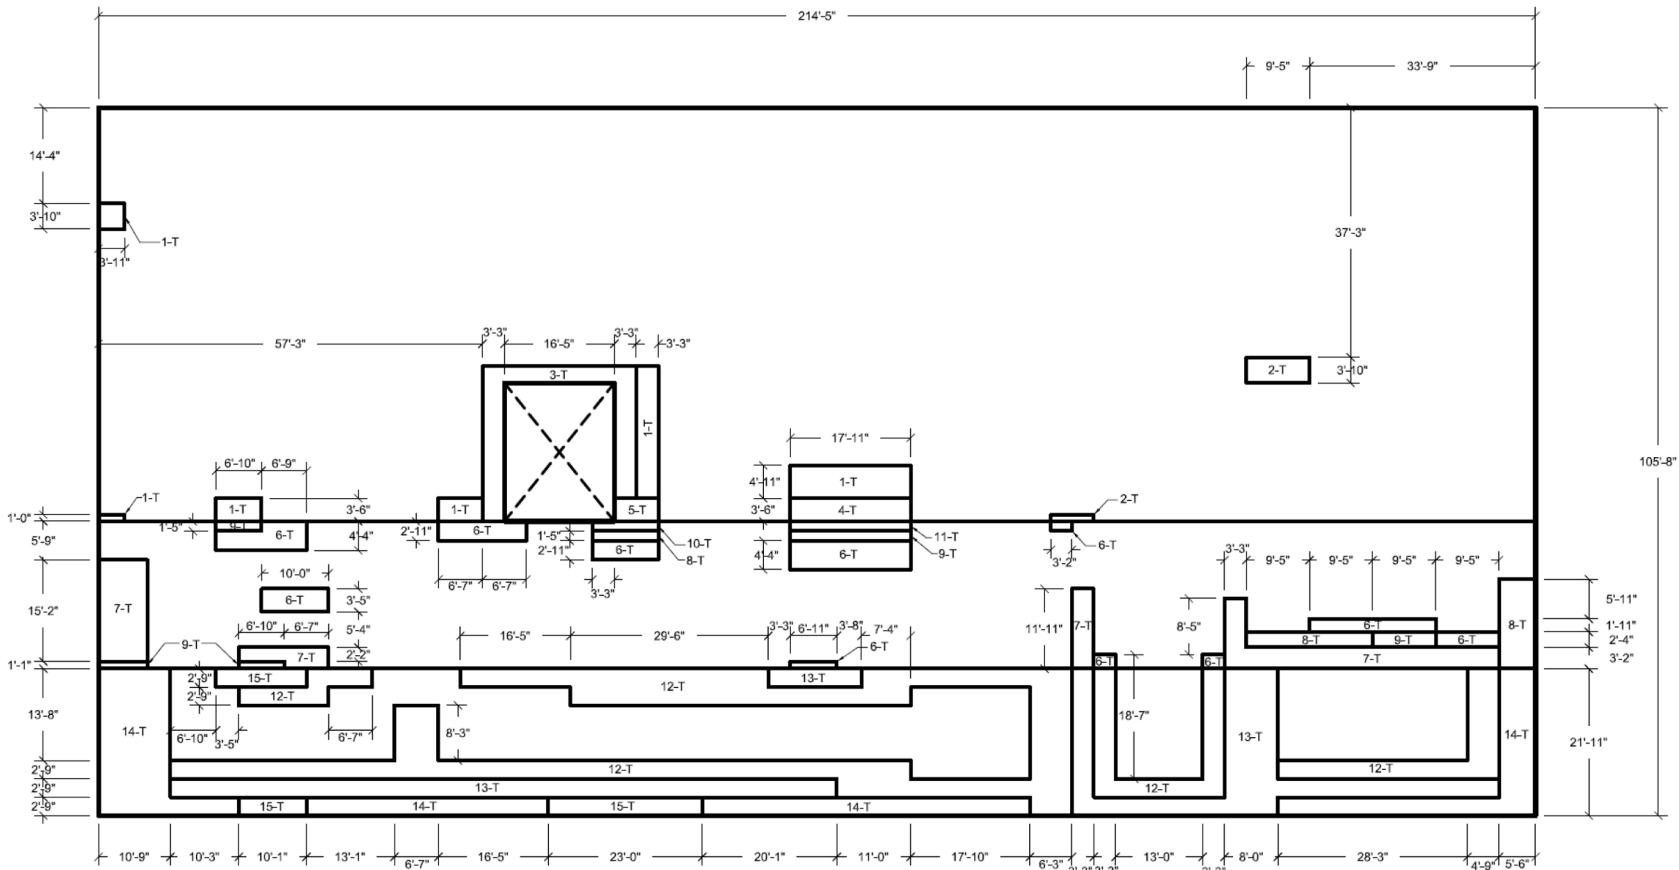 214'-5"
9'-5"
33'-9"
14'-4"
3'-10"
1-T
3'-11"
37'-3"
57'-3"
3'-3"
16'-5"
3'-3"
3'-3"
3-T
2-T
3'-10"
1-T
17'-11"
105'-8"
6'-10"
6'-9"
4'-11"
1-T
1-T
1-T
3'-6"
1-T
5-T
3'-6"
4-T
2-T
1'-0"
1'-5"
9-T
6-T
4'-4"
2'-11"
6-T
1'-5"
10-T
11-T
6-T
5'-9"
2'-11"
6-T
8-T
4'-4"
6-T
9-T
3'-2"
3'-3"
9'-5"
9'-5"
9'-5"
9'-5"
10'-0"
6'-7"
6'-7"
3'-3"
15'-2"
7-T
6-T
3'-5"
5'-11"
11'-11"
7-T
8'-5"
6-T
8-T
1'-11"
6'-10"
6'-7"
5'-4"
16'-5"
29'-6"
3'-3"
6'-11"
3'-8"
7'-4"
8-T
9-T
6-T
2'-4"
9-T
7-T
2'-2"
6-T
6-T
6-T
7-T
3'-2"
1'-1"
2'-9"
15-T
13-T
12-T
2'-9"
12-T
13'-8"
14-T
6'-10"
3'-5"
6'-7"
8'-3"
18'-7"
13-T
14-T
21'-11"
2'-9"
12-T
12-T
2'-9"
13-T
12-T
2'-9"
15-T
14-T
15-T
14-T
10'-9"
10'-3"
10'-1"
13'-1"
6'-7"
16'-5"
23'-0"
20'-1"
11'-0"
17'-10"
6'-3"
13'-0"
8'-0"
28'-3"
4'-9"
5'-6"